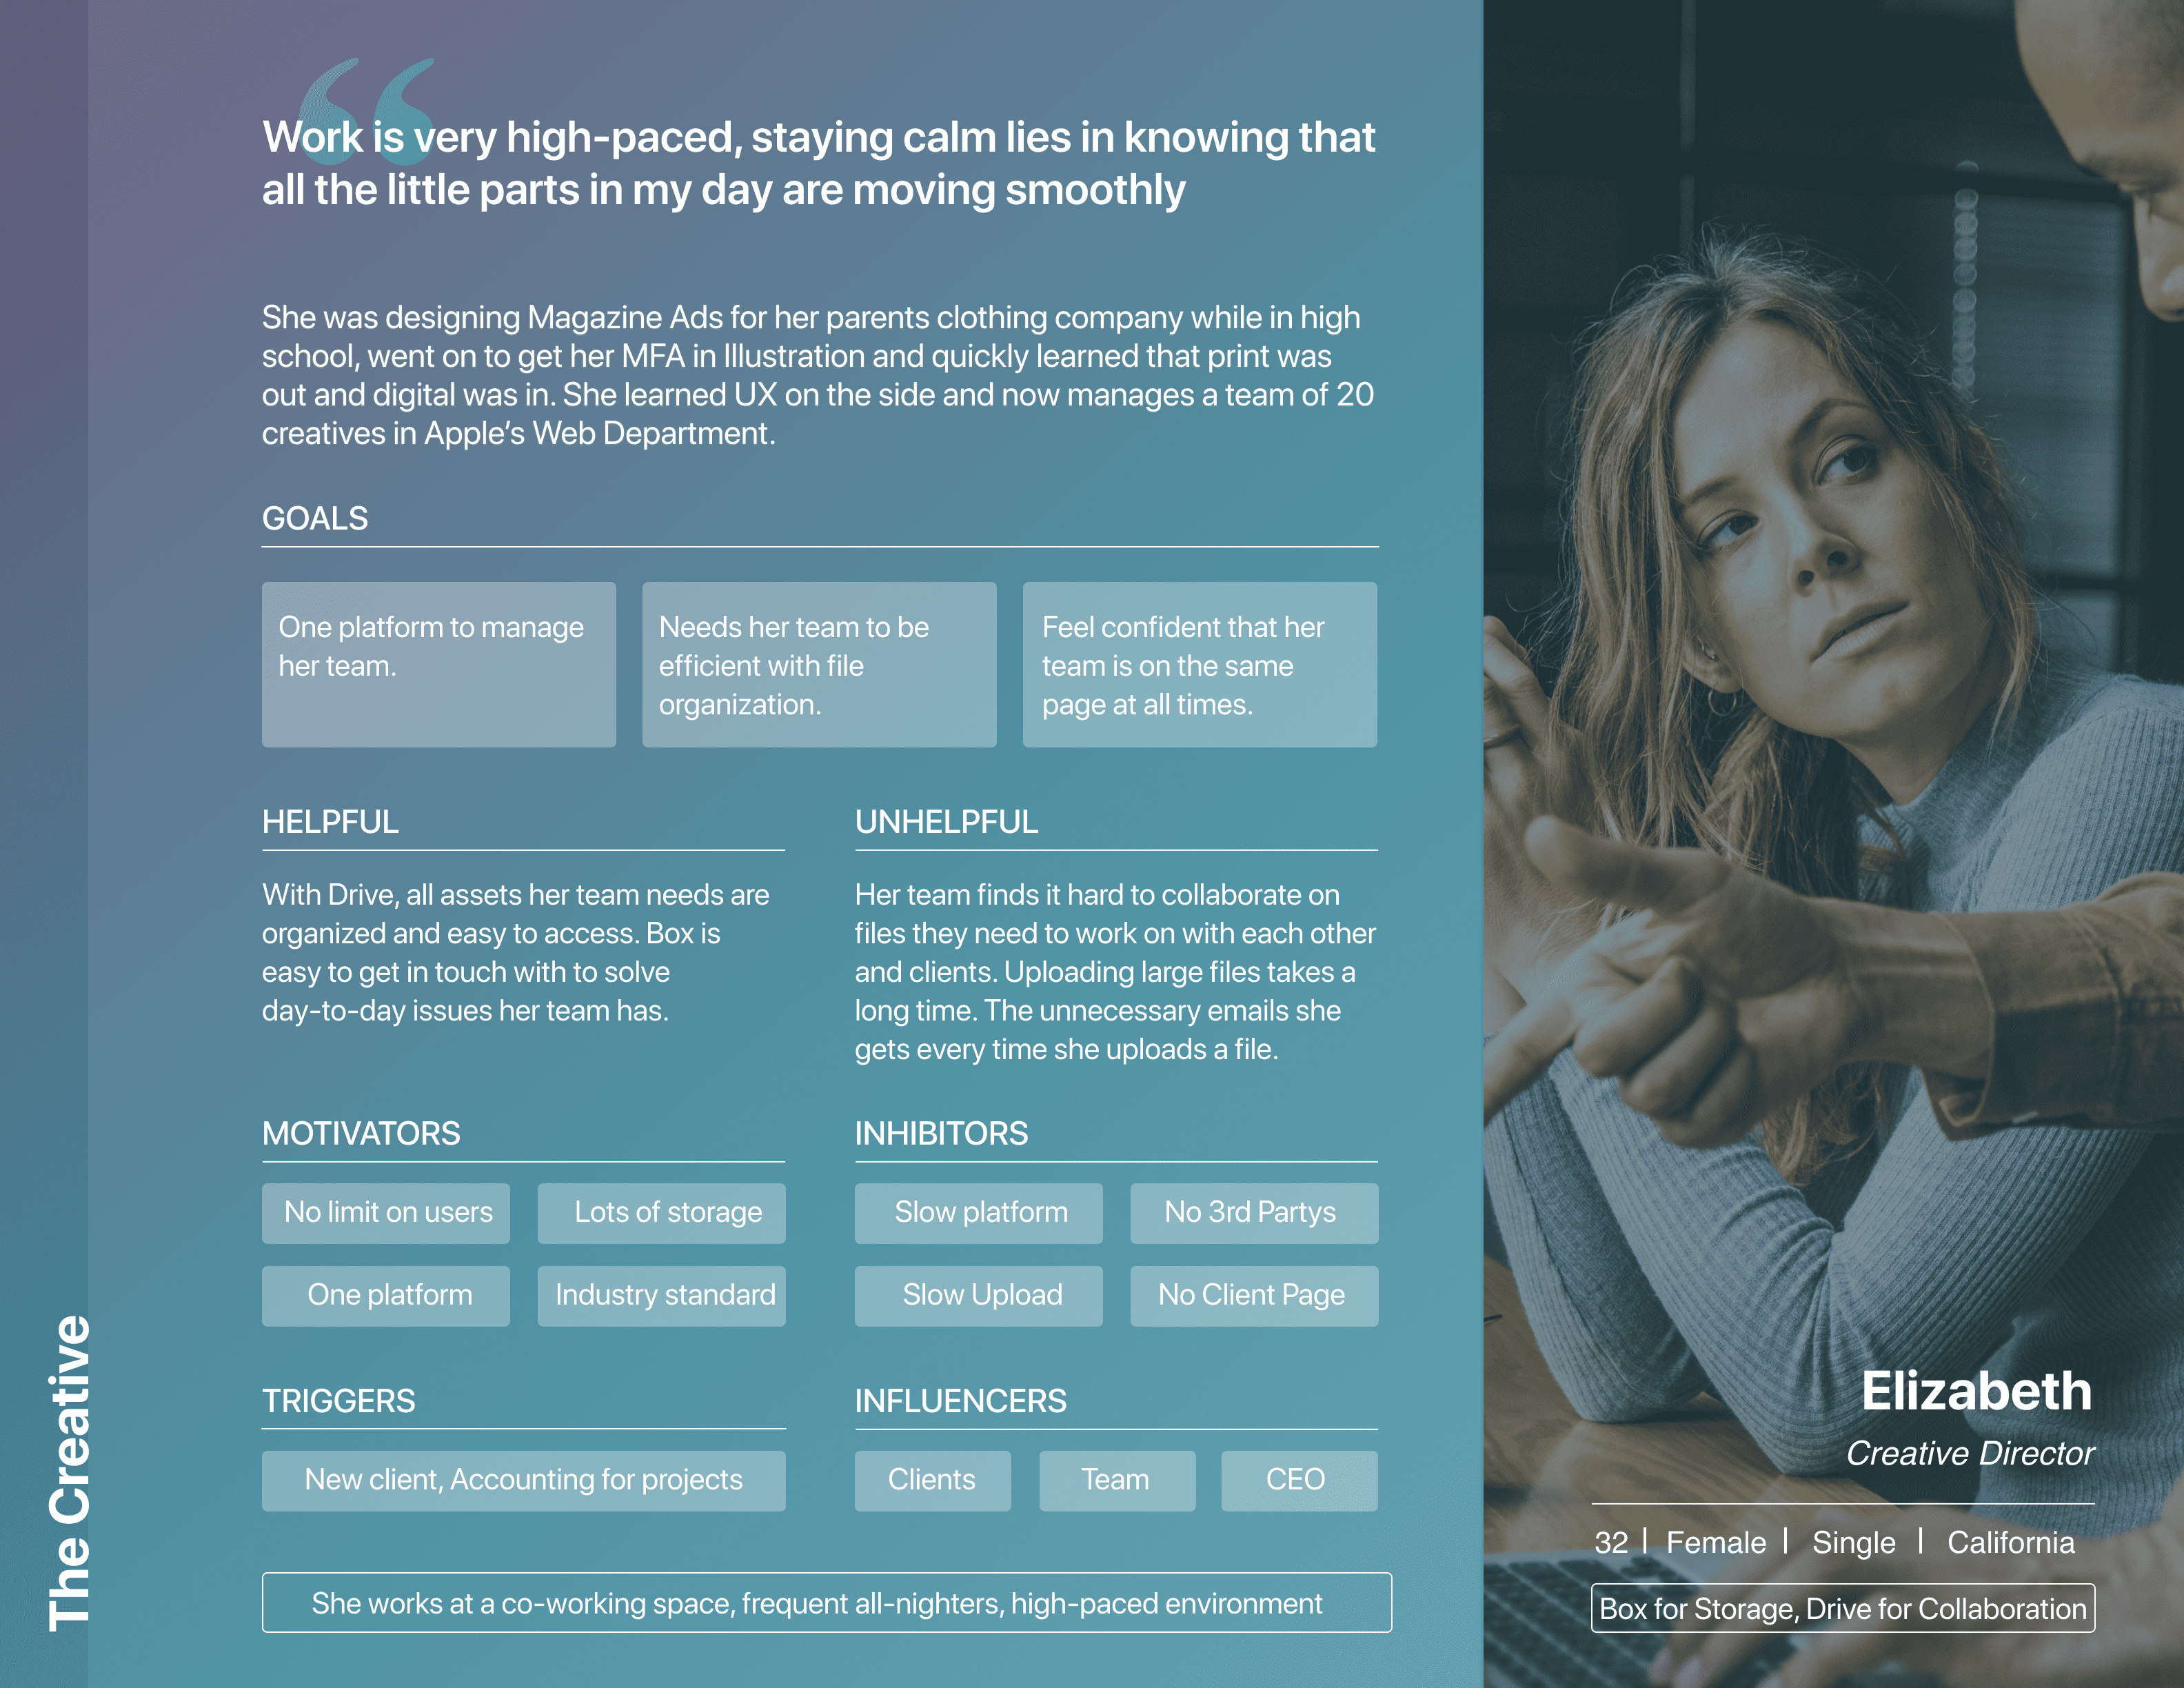 “
Work is very high-paced, staying calm lies in knowing that
all the little parts in my day are moving smoothly
She was designing Magazine Ads for her parents clothing company while in high
school, went on to get her MFA in Illustration and quickly learned that print was
out and digital was in. She learned UX on the side and now manages a team of 20
creatives in Apple’s Web Department.
GOALS
One platform to manage
her team.
Needs her team to be
efficient with file
organization.
Feel confident that her
team is on the same
page at all times.
HELPFUL
With Drive, all assets her team needs are
organized and easy to access. Box is
easy to get in touch with to solve
day-to-day issues her team has.
UNHELPFUL
Her team finds it hard to collaborate on
files they need to work on with each other
and clients. Uploading large files takes a
long time. The unnecessary emails she
gets every time she uploads a file.
MOTIVATORS
No limit on users
Lots of storage
One platform
Industry standard
INHIBITORS
Slow platform
No 3rd Partys
Slow Upload
No Client Page
TRIGGERS
New client, Accounting for projects
INFLUENCERS
Clients
Team
CEO
She works at a co-working space, frequent all-nighters, high-paced environment
The Creative
Elizabeth
Creative Director
32 | Female | Single | California
Box for Storage, Drive for Collaboration